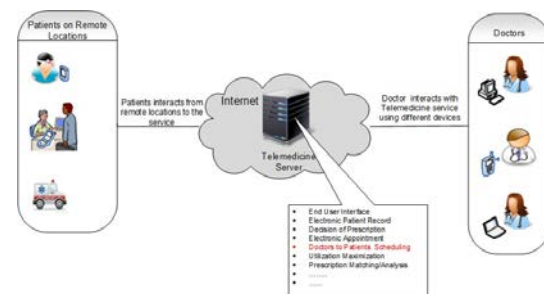 Patients on Remote
Locations
Doctors
Internet
Patients interacts from
remote locations to the
service
Doctor interacts with
Telemedicine service
using different devices
Telemedicine
Server
End User Interface
Electronic Patient Record
Decision of Prescription
Electronic Appointment
Doctors to Patients Scheduling
Utilization Maximization
Prescription Matching/Analysis
........
......